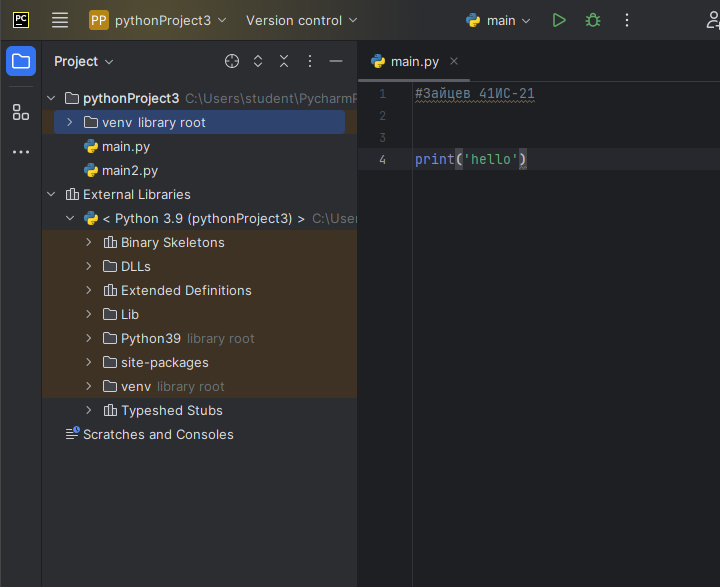 PC PP pythonProject3 Version control main
Project
main.py
pythonProject3 C:\Users\student\Pycharm
venv library root
main.py
main2.py
External Libraries
< Python 3.9 (pythonProject3) > C:\User
Binary Skeletons
DLLs
Extended Definitions
Lib
Python39 library root
site-packages
venv library root
Typeshed Stubs
Scratches and Consoles
1 #Зайцев 41ИС-21
2
3
4 print('hello')